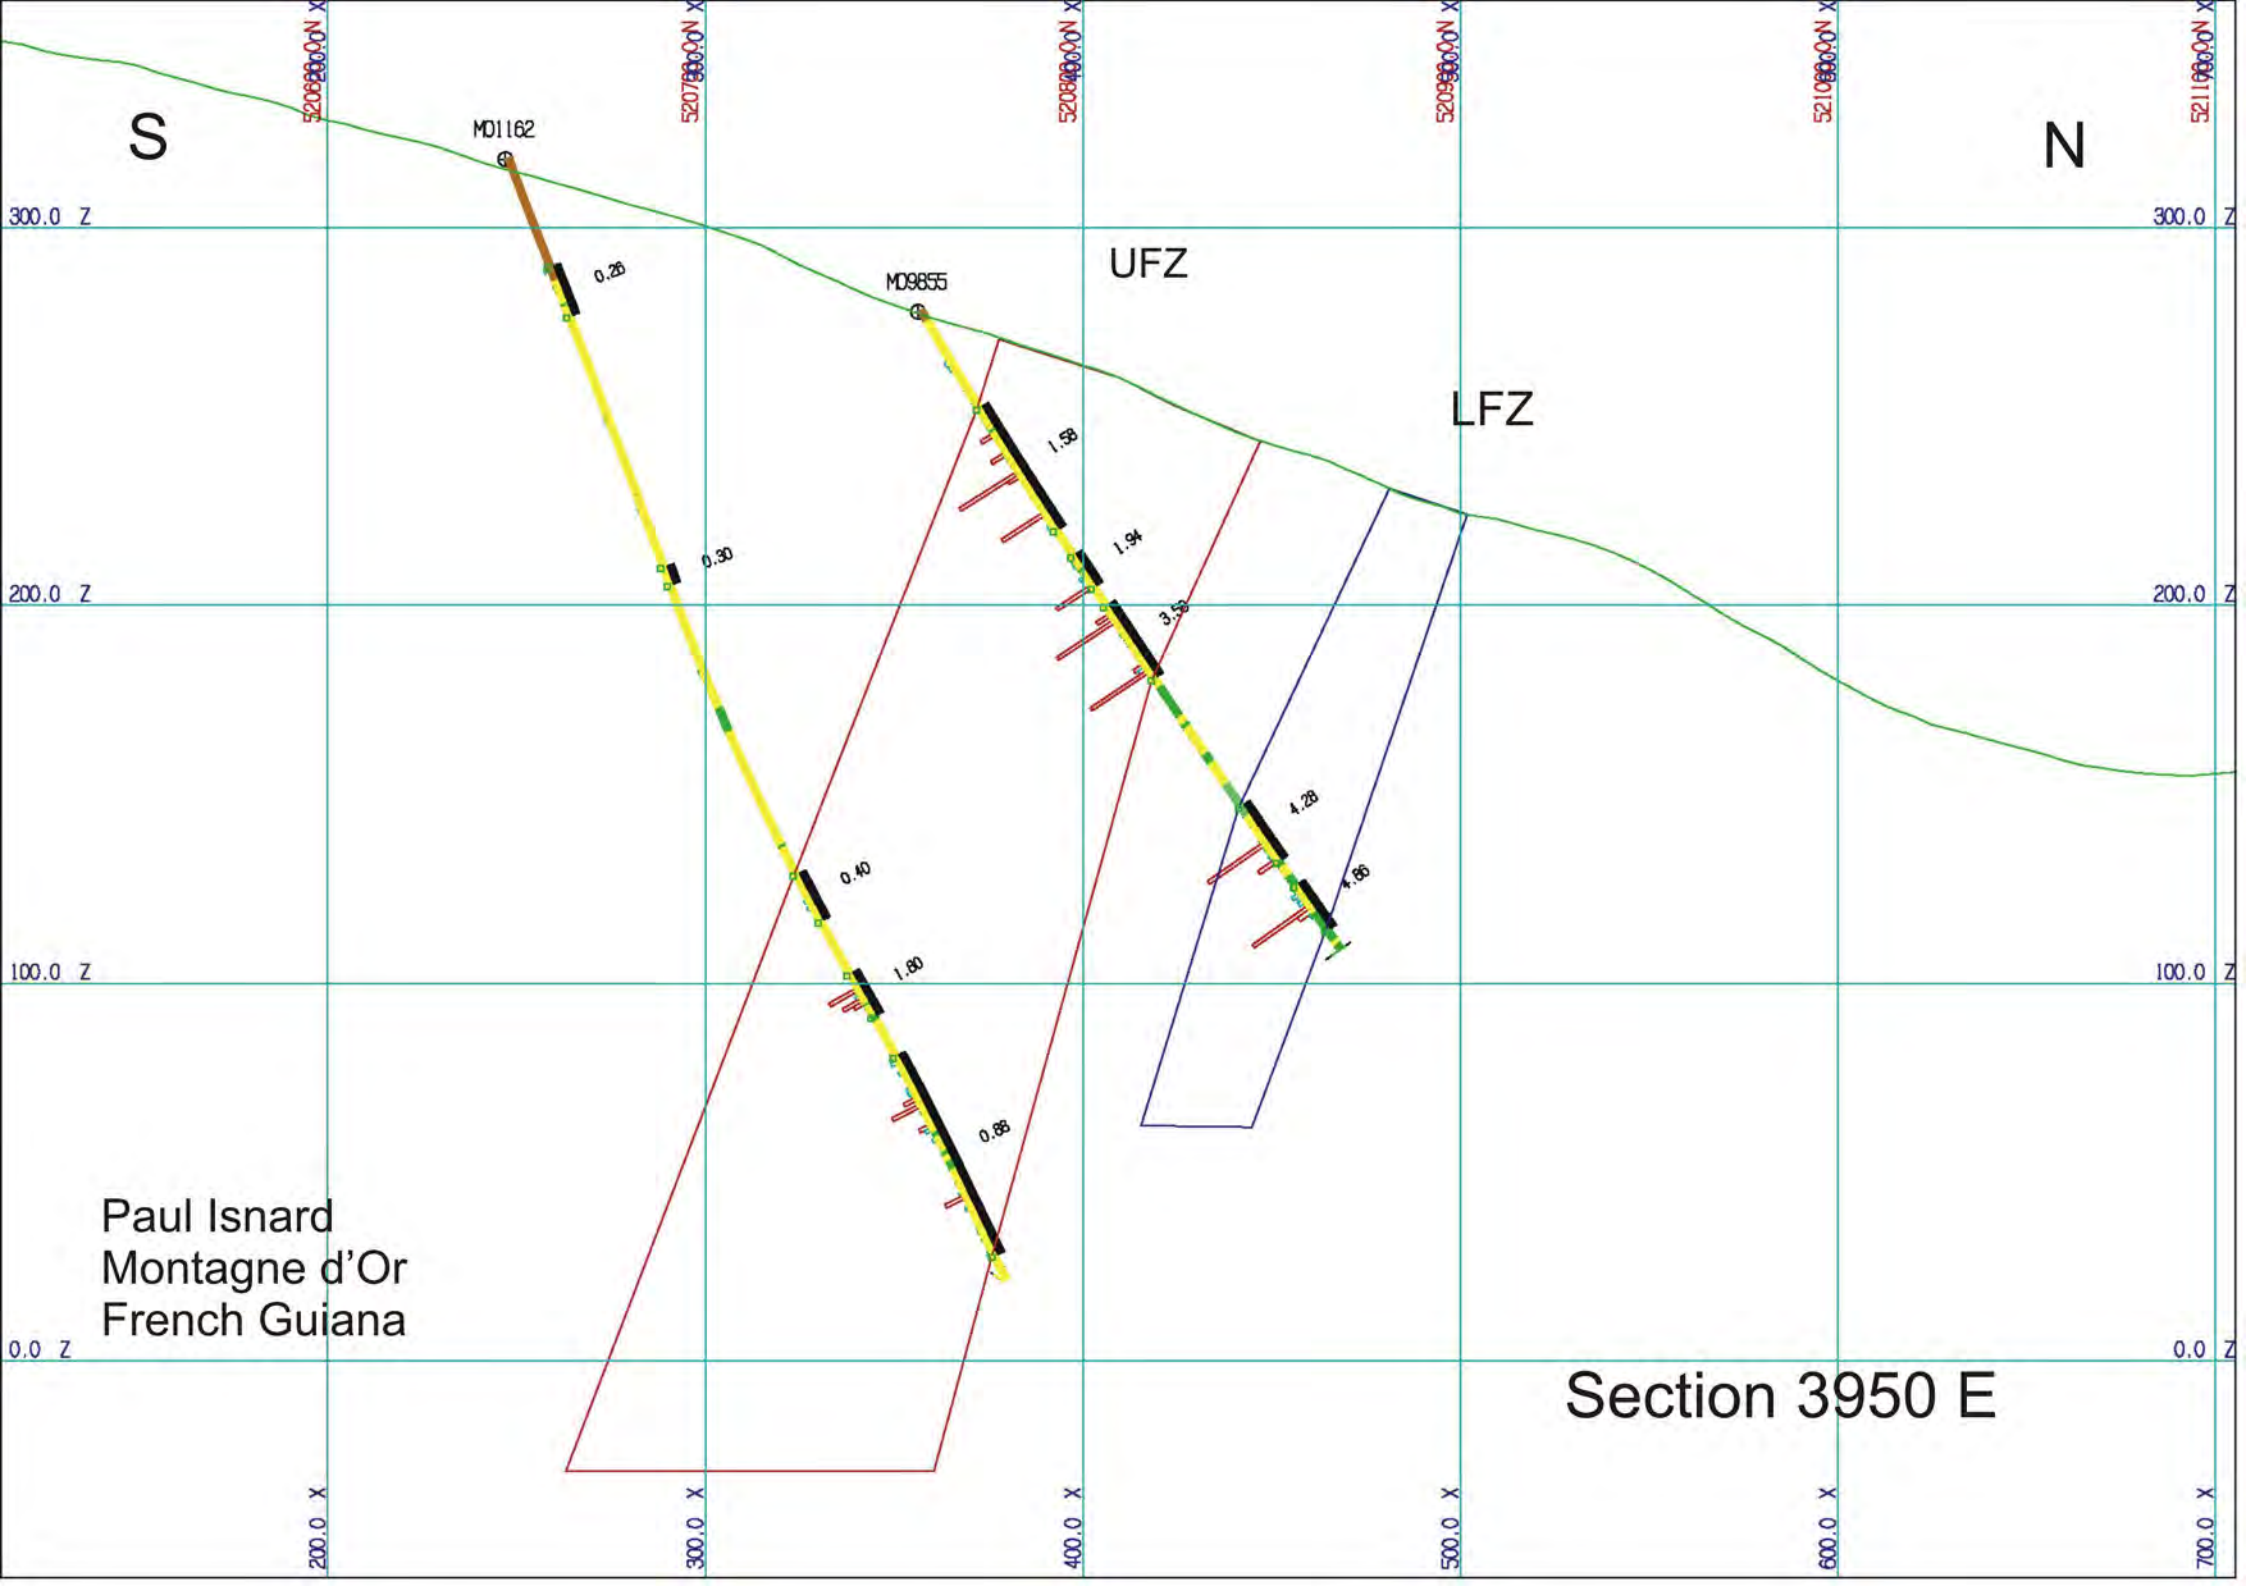 S
N
MD1162
300.0 Z
300.0 Z
0.26
UFZ
MD9855
LFZ
1.58
1.94
0.30
200.0 Z
200.0 Z
4.28
0.40
4.86
1.80
100.0 Z
100.0 Z
0.88
Paul Isnard
Montagne d’Or
French Guiana
0.0 Z
0.0 Z
Section 3950 E
200.0 X
300.0 X
400.0 X
500.0 X
600.0 X
700.0 X